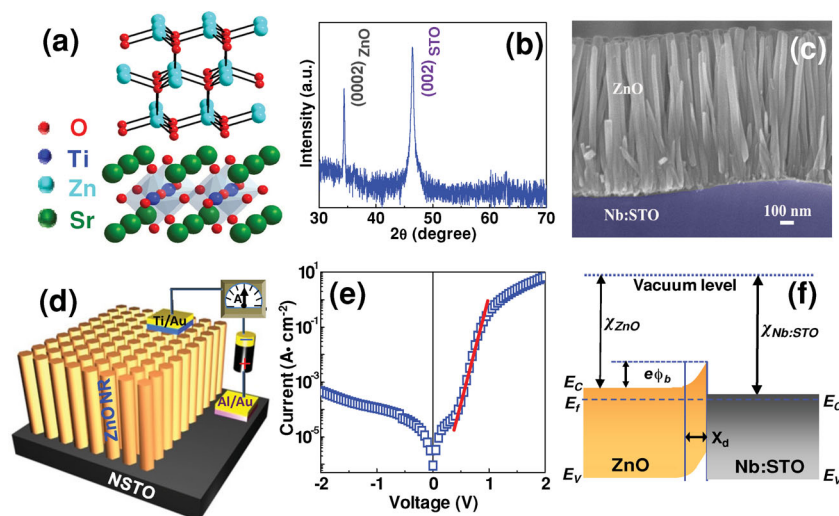 (a)
O
Ti
Zn
Sr
(b)
(0002) ZnO
(002) STO
Intensity (a.u.)
30 40 50 60 70
2θ (degree)
(c)
ZnO
Nb:STO
100 nm
(d)
A
Ti/Au
Al/Au
ZnO NR
NSTO
(e)
Current (A• cm⁻²)
10¹
10⁻¹
10⁻³
10⁻⁵
-2 -1 0 1 2
Voltage (V)
(f)
Vacuum level
χZnO
χNb:STO
eϕb
EC
Ef
EV
Xd
ZnO
Nb:STO